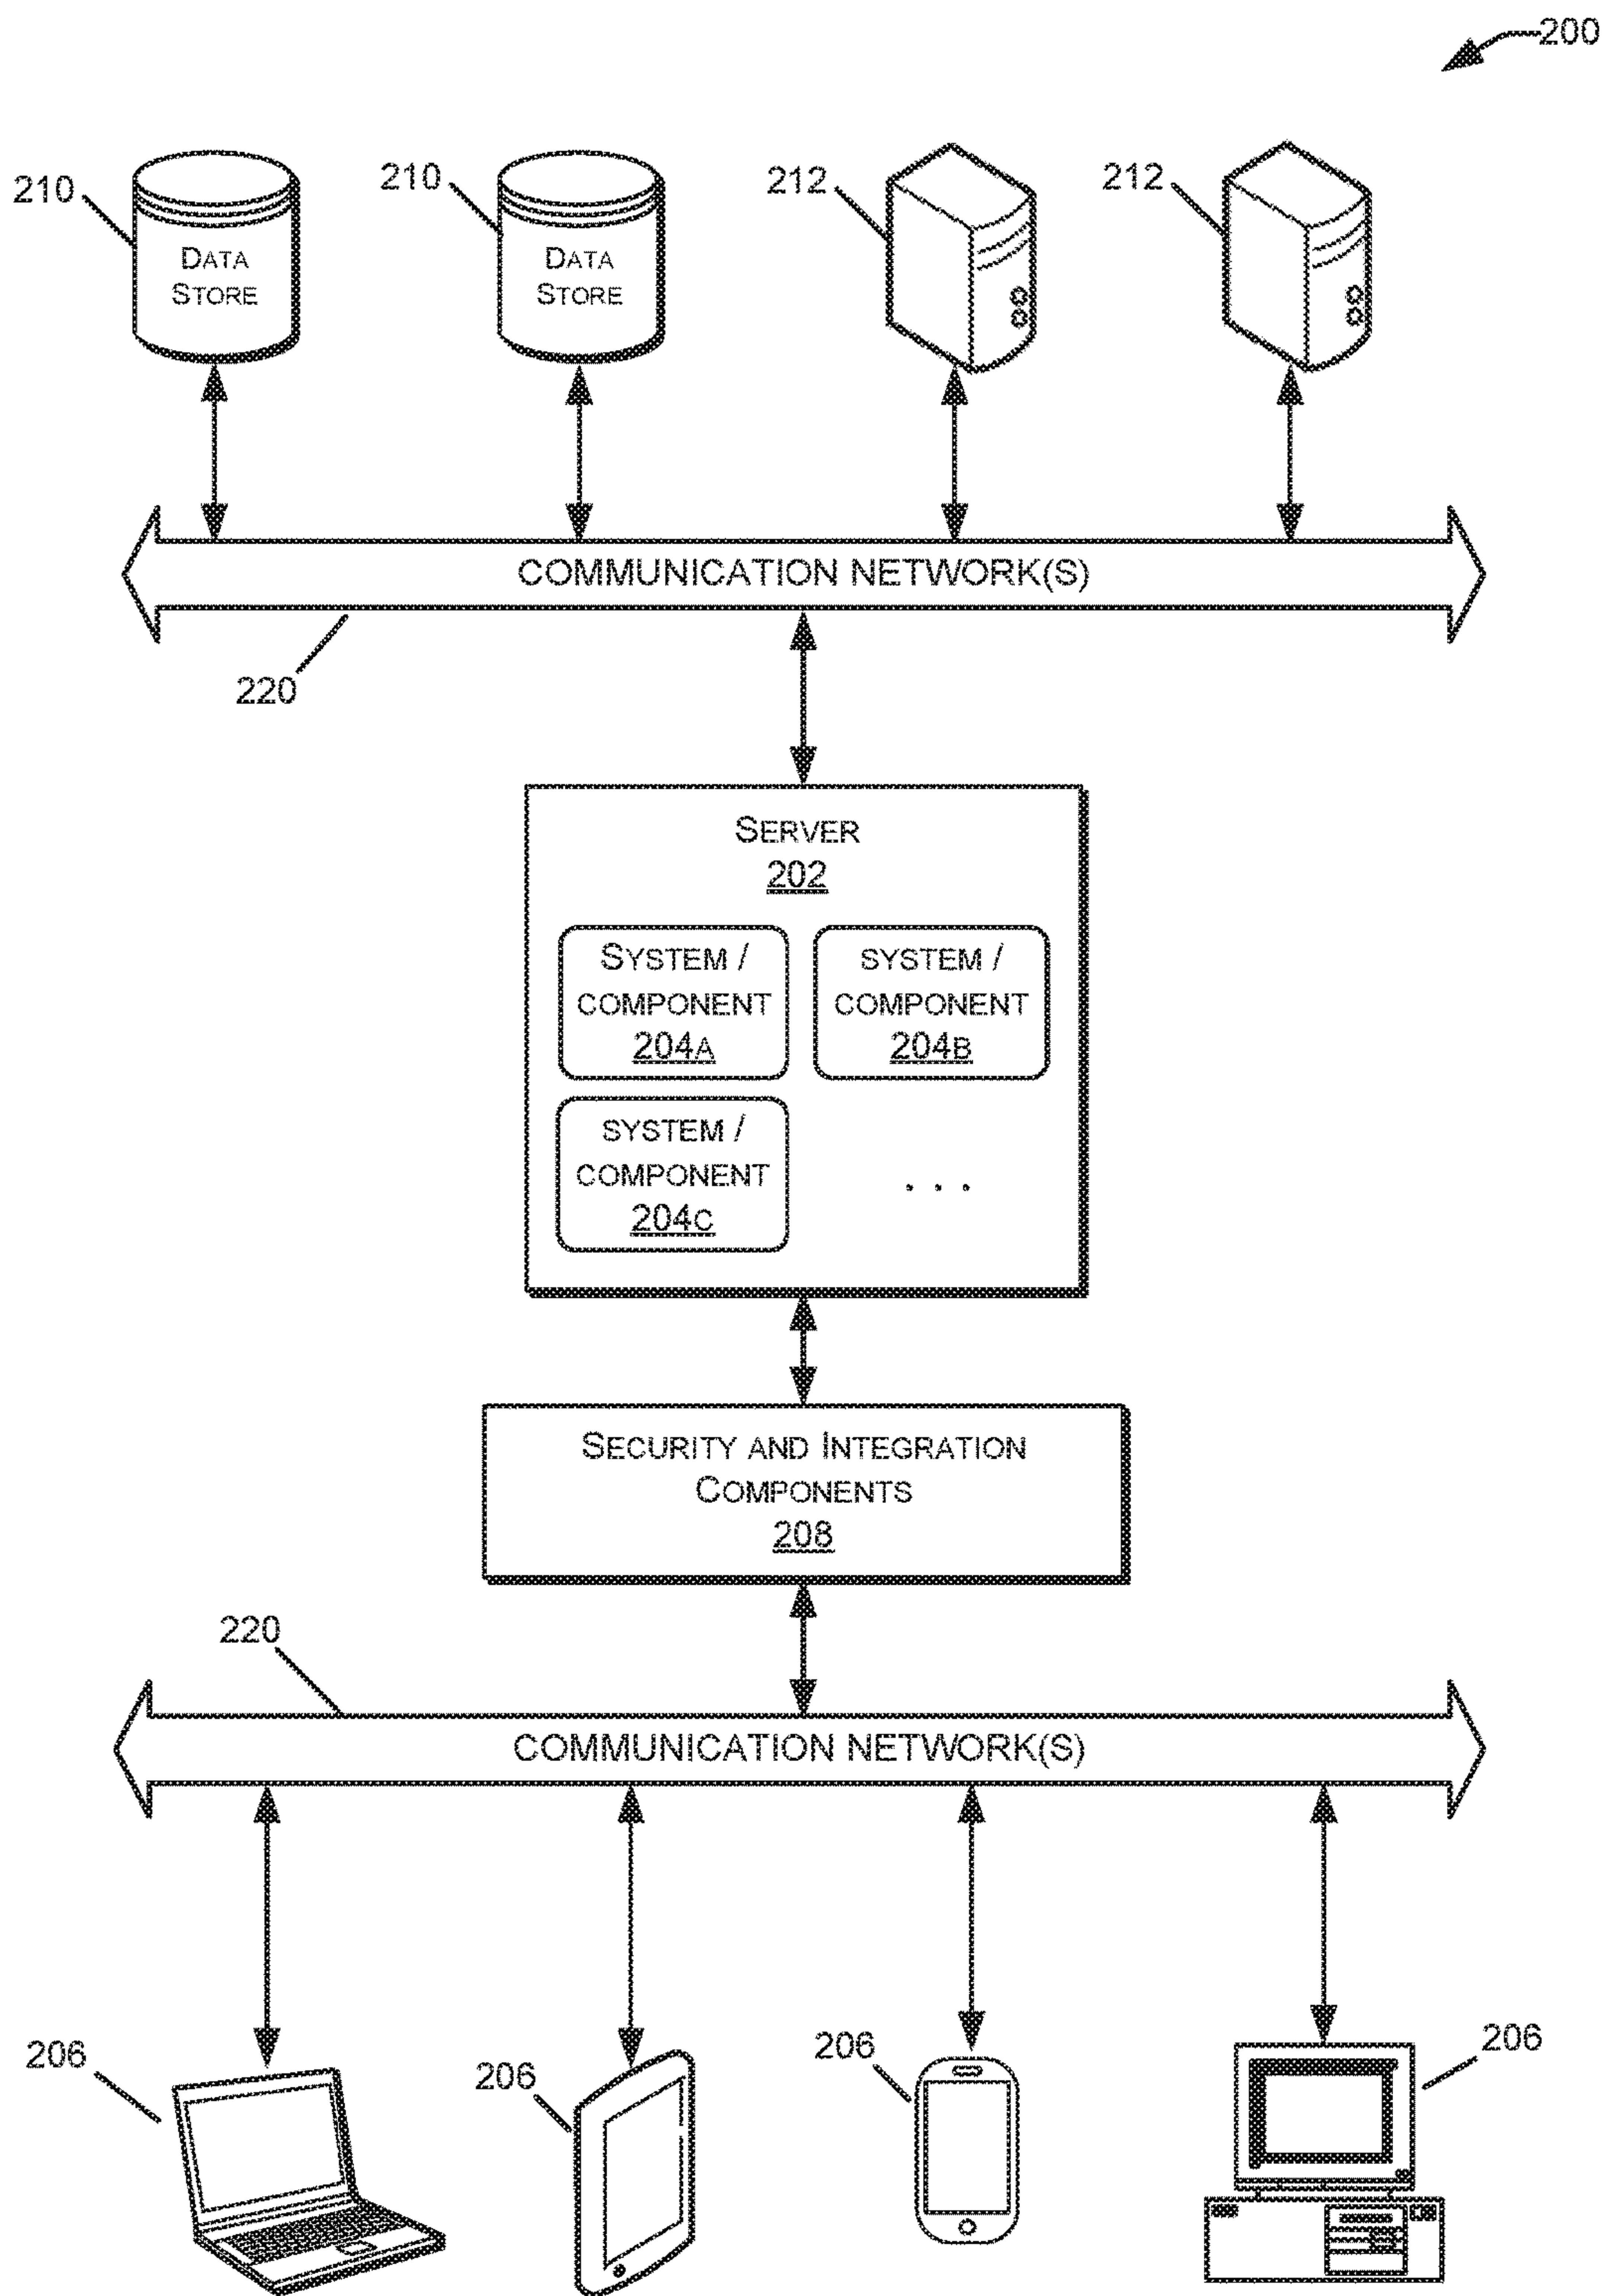 200
210
210
212
212
DATA
STORE
DATA
STORE
COMMUNICATION NETWORK(S)
220
SERVER
202
SYSTEM /
COMPONENT
204A
SYSTEM /
COMPONENT
204B
SYSTEM /
COMPONENT
204C
. . .
SECURITY AND INTEGRATION
COMPONENTS
208
220
COMMUNICATION NETWORK(S)
206
206
206
206